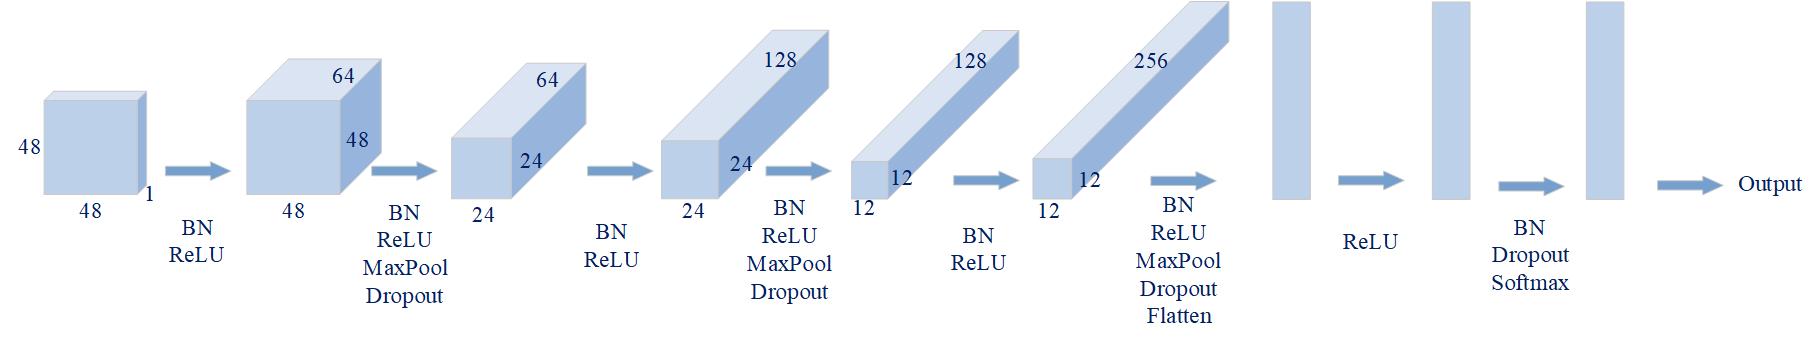 48
48
1
BN
ReLU
64
48
48
BN
ReLU
MaxPool
Dropout
64
24
24
BN
ReLU
128
24
24
BN
ReLU
MaxPool
Dropout
128
12
12
BN
ReLU
256
12
12
BN
ReLU
MaxPool
Dropout
Flatten
ReLU
BN
Dropout
Softmax
Output